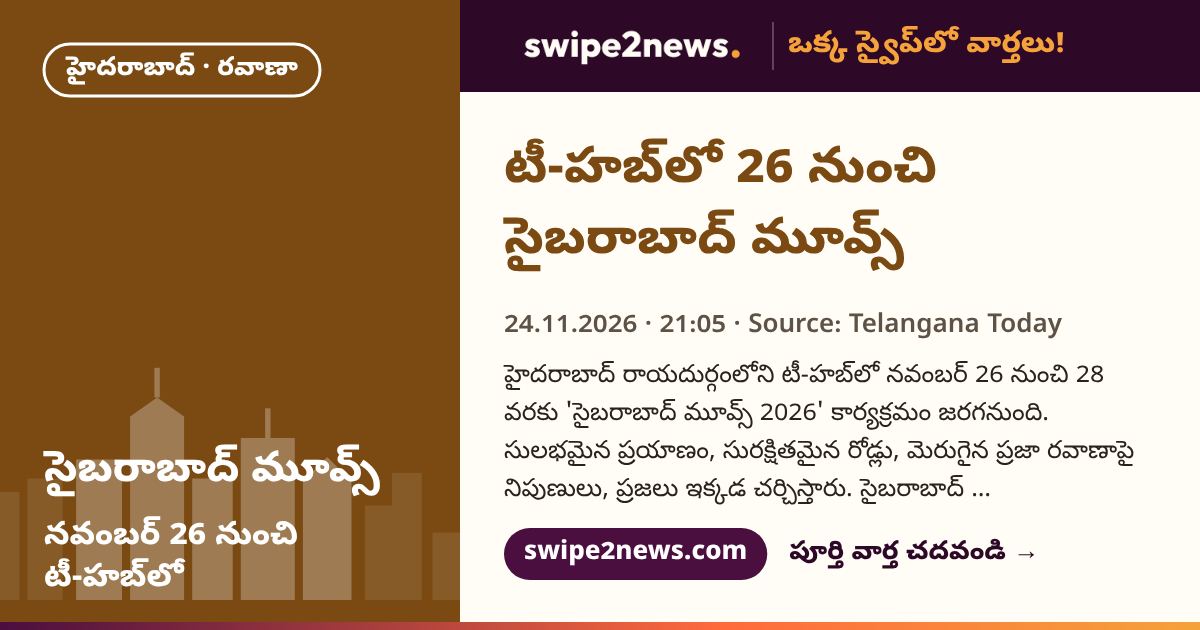 హైదరాబాద్ · రవాణా
సైబరాబాద్ మూవ్స్
నవంబర్ 26 నుంచి
టీ-హబ్‌లో
swipe2news.
ఒక్క స్వైప్‌లో వార్తలు!
టీ-హబ్‌లో 26 నుంచి
సైబరాబాద్ మూవ్స్
24.11.2026 · 21:05 · Source: Telangana Today
హైదరాబాద్ రాయదుర్గంలోని టీ-హబ్‌లో నవంబర్ 26 నుంచి 28
వరకు 'సైబరాబాద్ మూవ్స్ 2026' కార్యక్రమం జరగనుంది.
సులభమైన ప్రయాణం, సురక్షితమైన రోడ్లు, మెరుగైన ప్రజా రవాణాపై
నిపుణులు, ప్రజలు ఇక్కడ చర్చిస్తారు. సైబరాబాద్ ...
swipe2news.com
పూర్తి వార్త చదవండి →